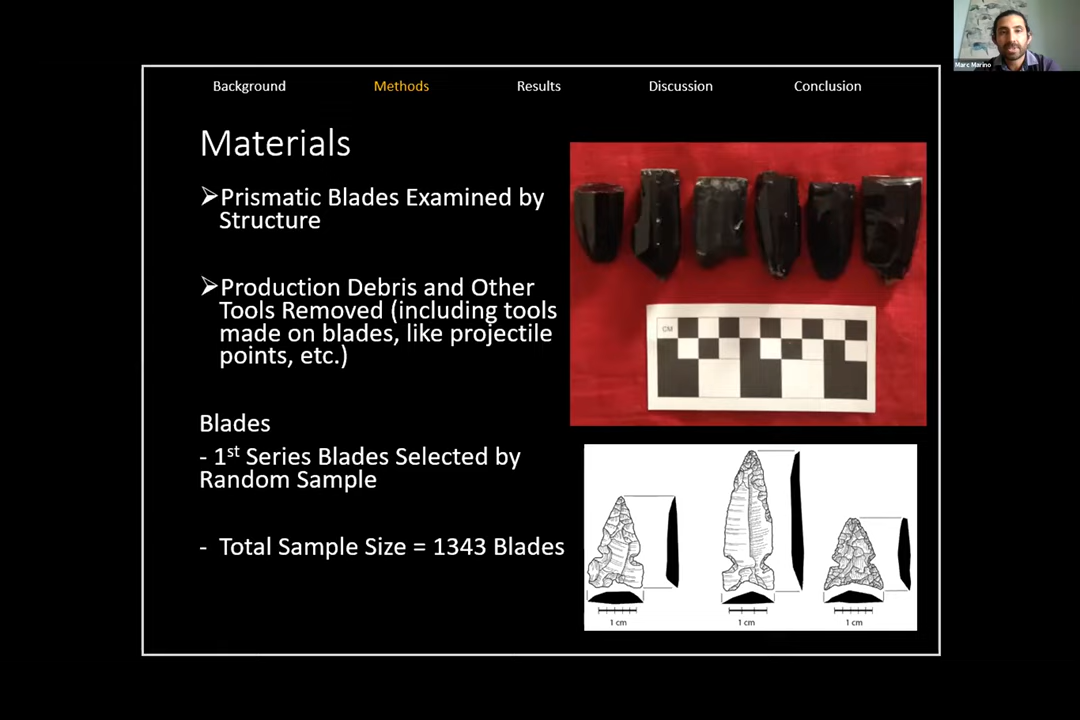 Marc Marino
Background Methods Results Discussion Conclusion
Materials
➢Prismatic Blades Examined by
Structure
➢Production Debris and Other
Tools Removed (including tools
made on blades, like projectile
points, etc.)
Blades
- 1st Series Blades Selected by
Random Sample
- Total Sample Size = 1343 Blades
CM
1 cm 1 cm 1 cm